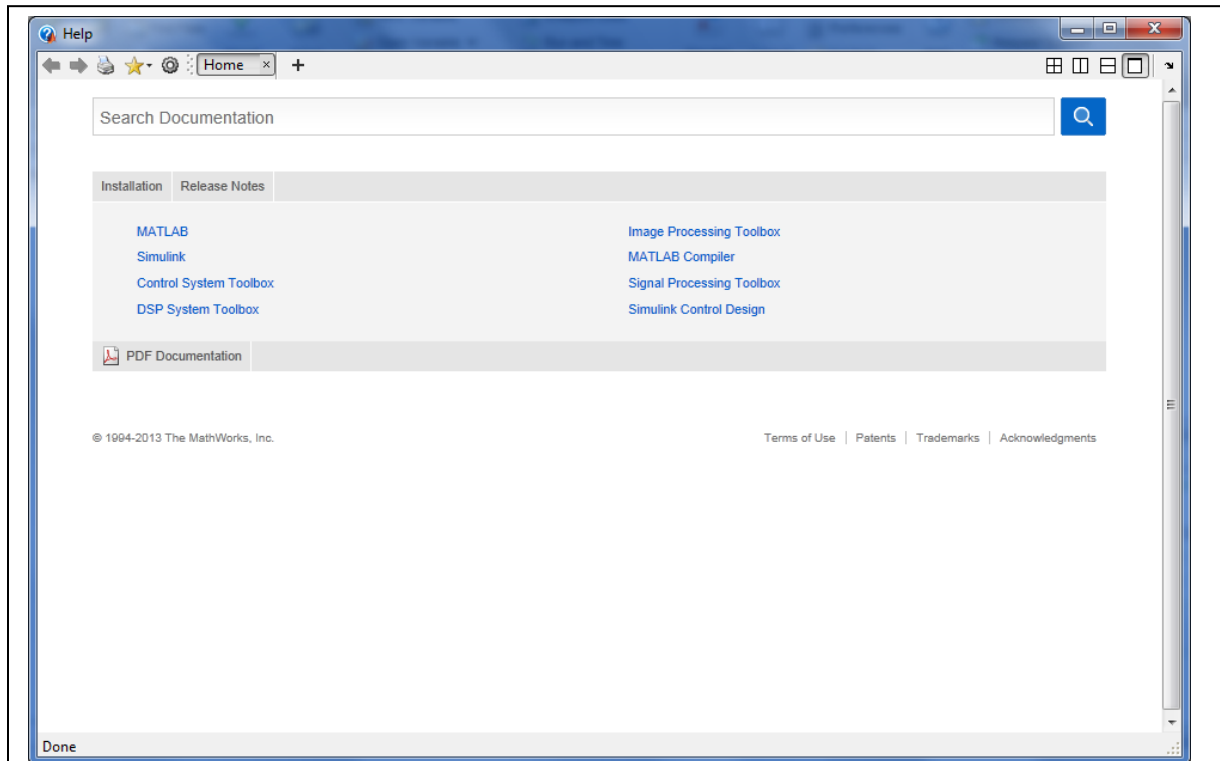 Help
Home
Search Documentation
Installation Release Notes
MATLAB
Simulink
Control System Toolbox
DSP System Toolbox
Image Processing Toolbox
MATLAB Compiler
Signal Processing Toolbox
Simulink Control Design
PDF Documentation
© 1994-2013 The MathWorks, Inc.
Terms of Use | Patents | Trademarks | Acknowledgments
Done